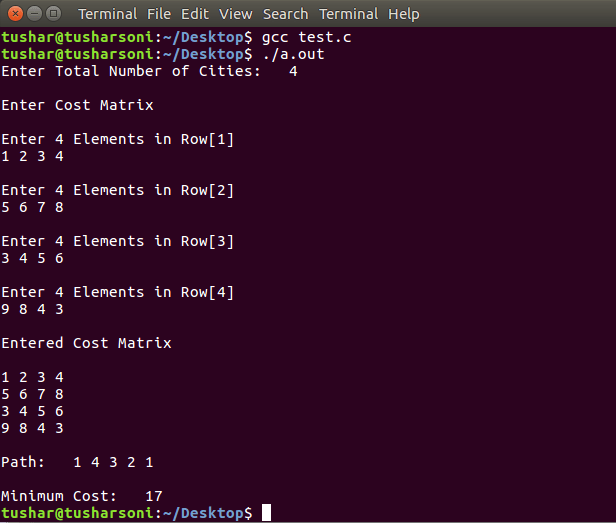 Terminal File Edit View Search Terminal Help
tushar@tusharsoni:~/Desktop$ gcc test.c
tushar@tusharsoni:~/Desktop$ ./a.out
Enter Total Number of Cities:   4
Enter Cost Matrix
Enter 4 Elements in Row[1]
1 2 3 4
Enter 4 Elements in Row[2]
5 6 7 8
Enter 4 Elements in Row[3]
3 4 5 6
Enter 4 Elements in Row[4]
9 8 4 3
Entered Cost Matrix
1 2 3 4
5 6 7 8
3 4 5 6
9 8 4 3
Path:   1 4 3 2 1
Minimum Cost:   17
tushar@tusharsoni:~/Desktop$